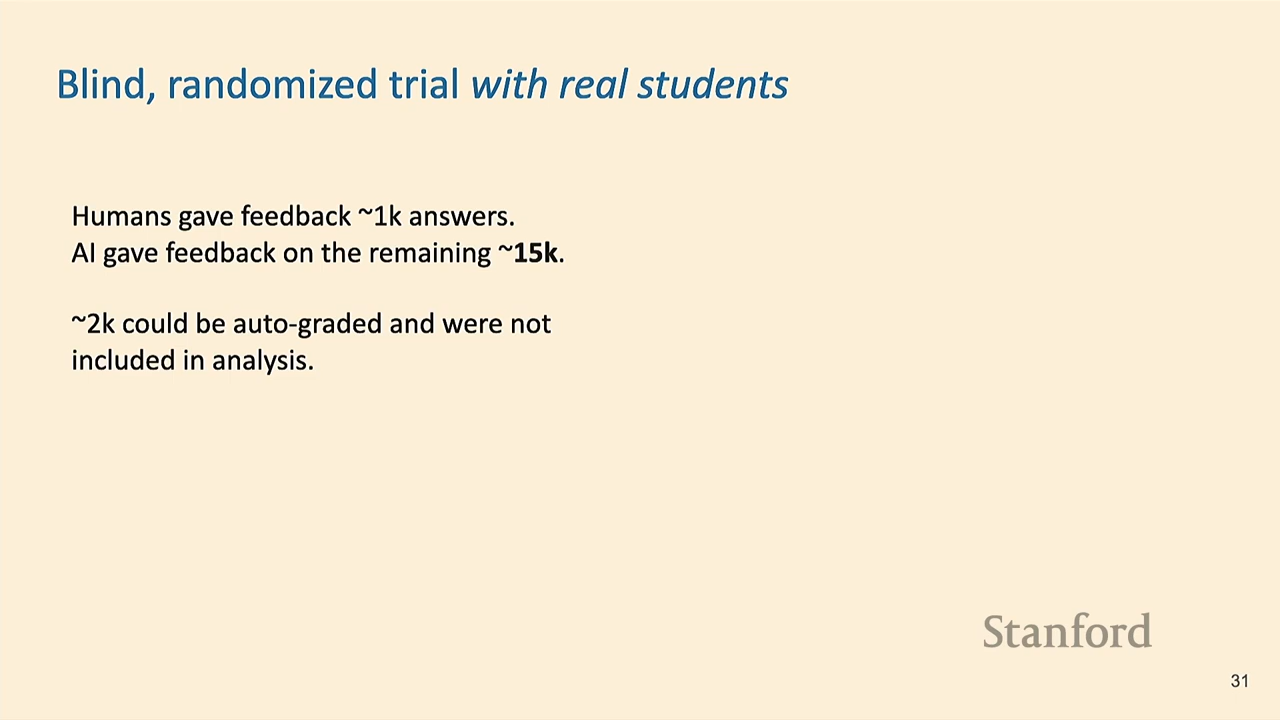 Blind, randomized trial with real students
Humans gave feedback ~1k answers.
AI gave feedback on the remaining ~15k.
~2k could be auto-graded and were not
included in analysis.
Stanford
31